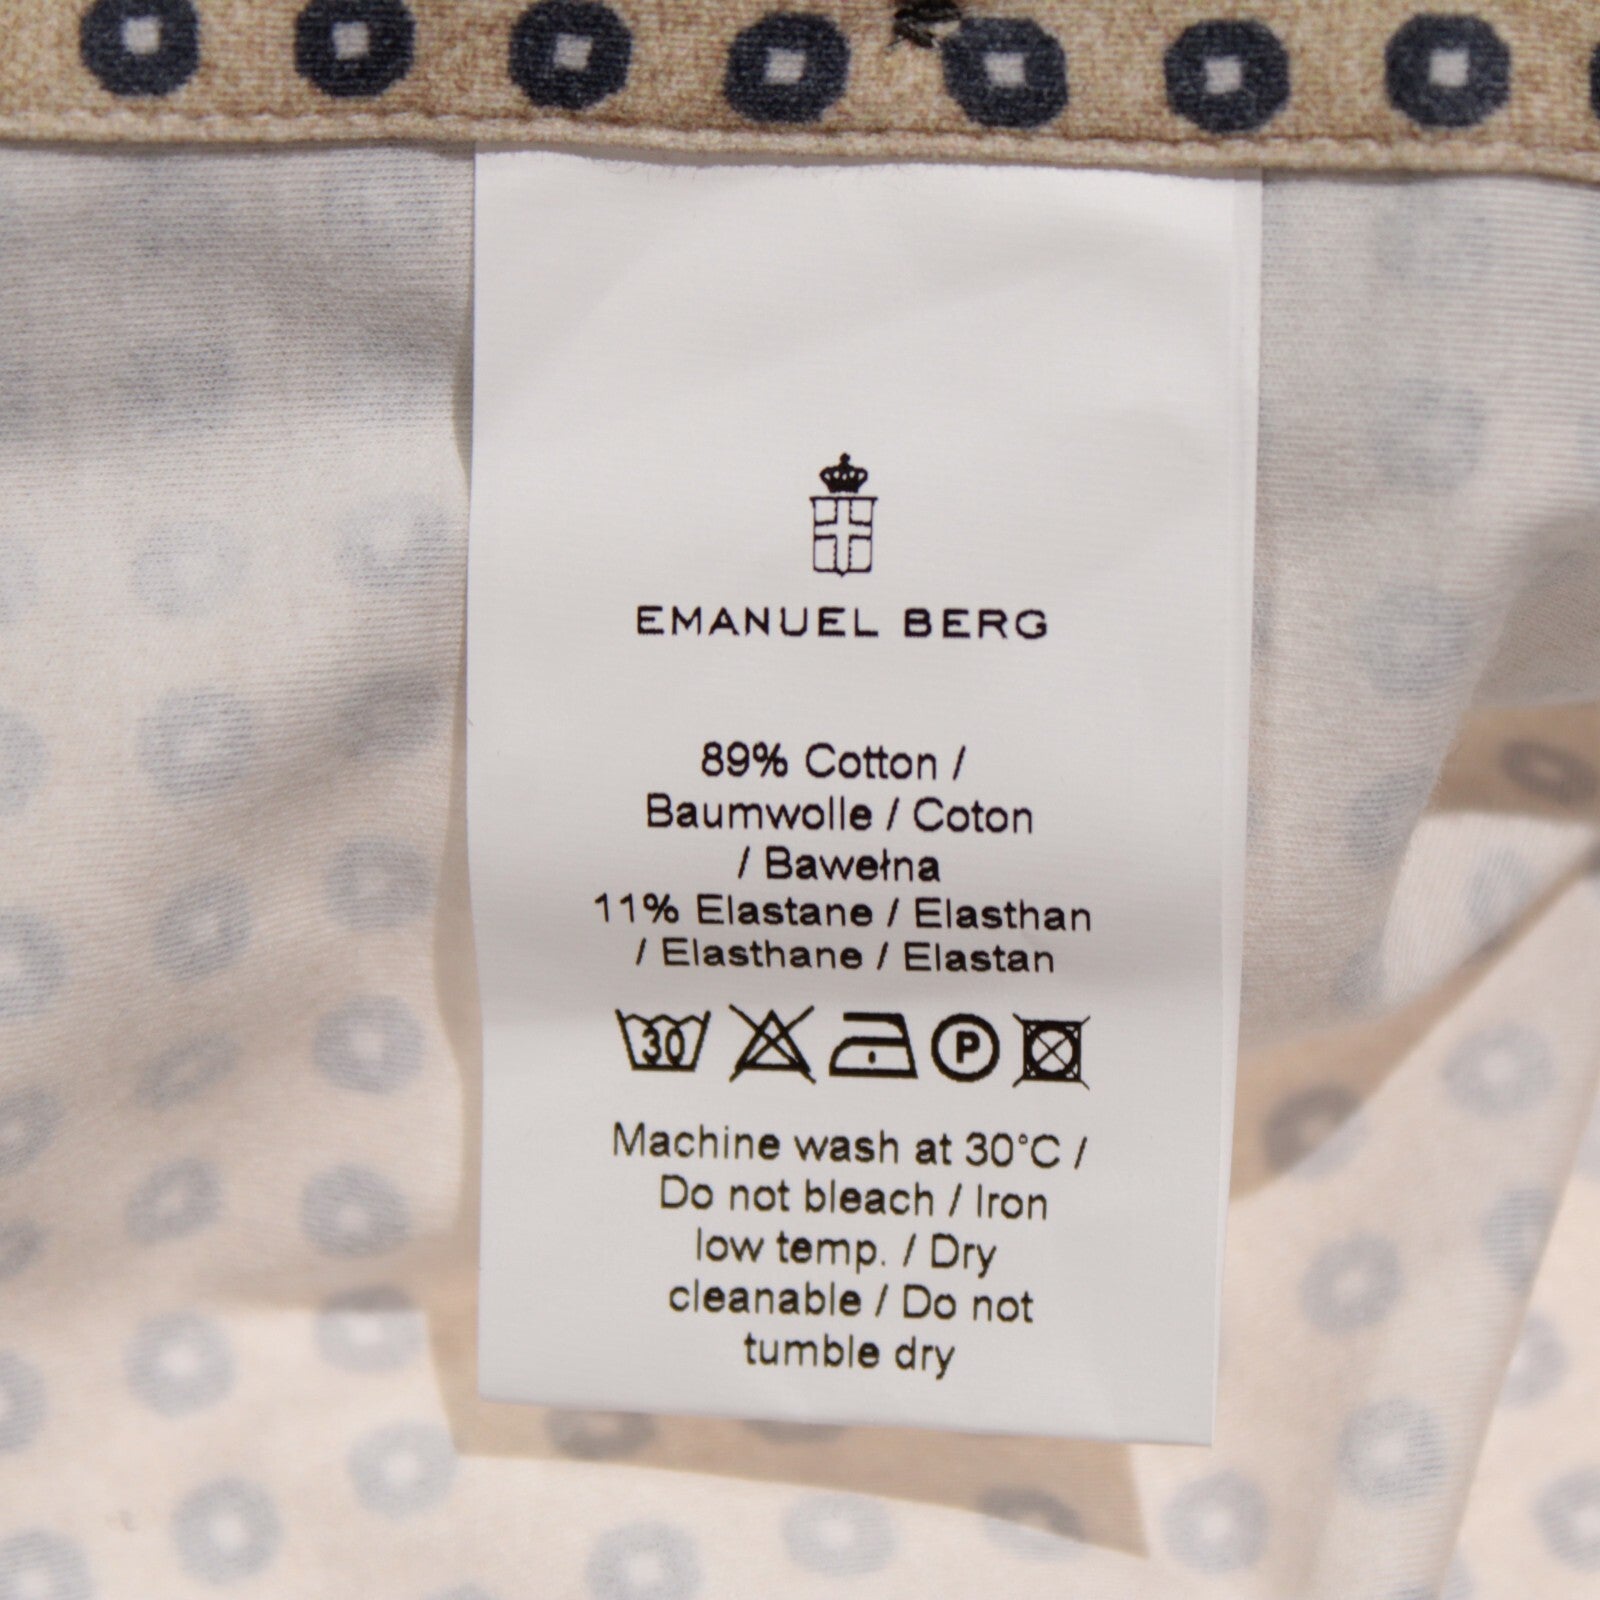 EMANUEL BERG
89% Cotton /
Baumwolle / Coton
/ Bawełna
11% Elastane / Elasthan
/ Elasthane / Elastan
30 P
Machine wash at 30°C /
Do not bleach / Iron
low temp. / Dry
cleanable / Do not
tumble dry